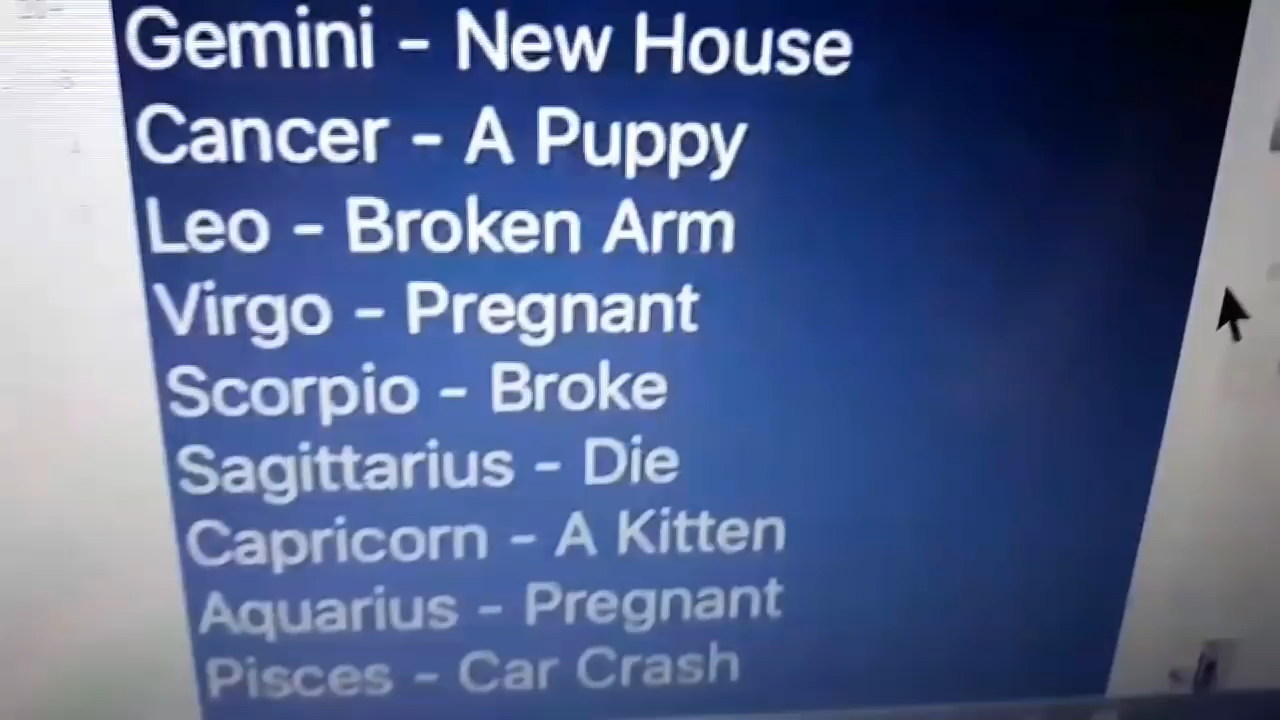 Gemini - New House
Cancer - A Puppy
Leo - Broken Arm
Virgo - Pregnant
Scorpio - Broke
Sagittarius - Die
Capricorn - A Kitten
Aquarius - Pregnant
Pisces - Car Crash